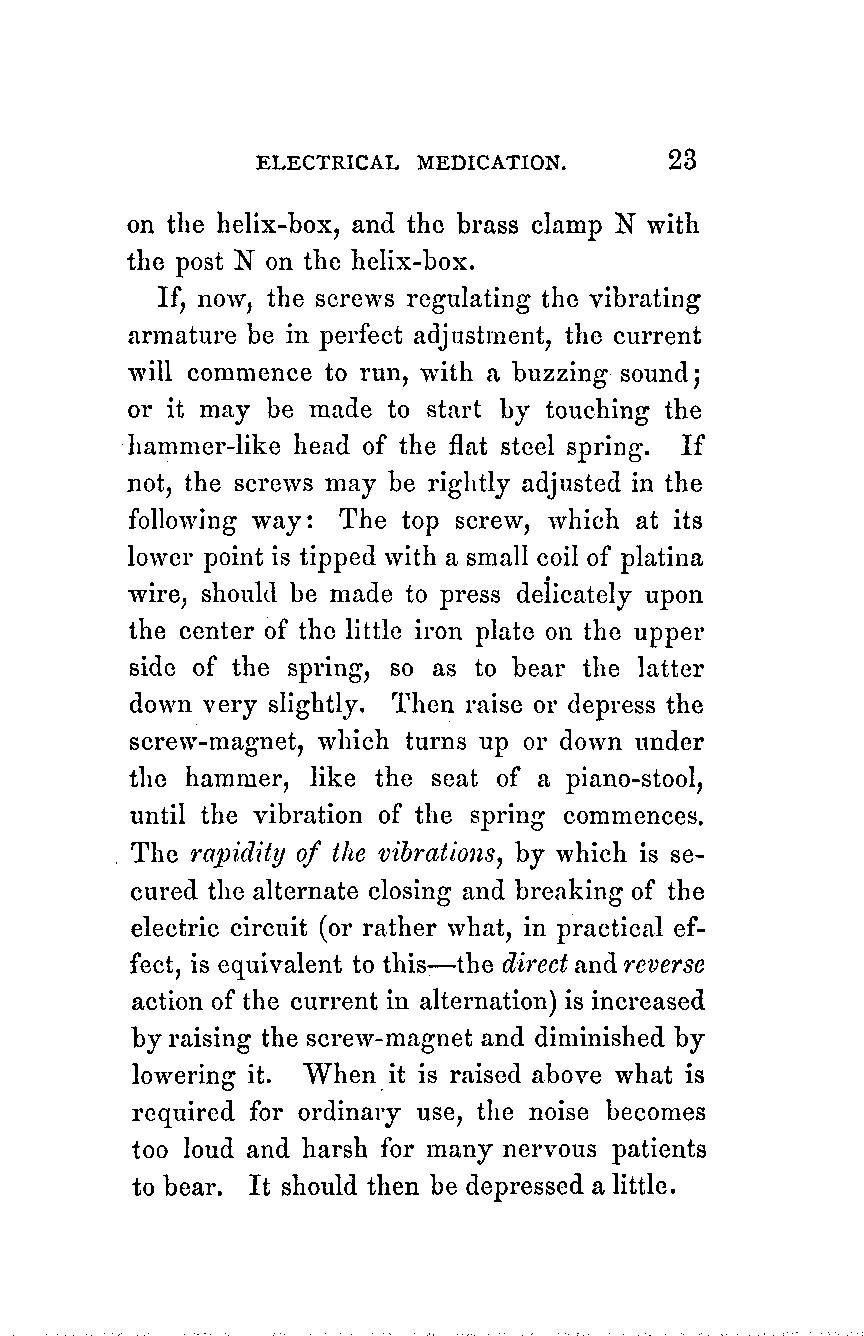 ELECTRICAL MEDICATION. 23
on the helix-box, and the brass clamp N with
the post N on the helix-box.
If, now, the screws regulating the vibrating
armature be in perfect adjustment, the current
will commence to run, with a buzzing sound;
or it may be made to start by touching the
hammer-like head of the flat steel spring. If
not, the screws may be rightly adjusted in the
following way: The top screw, which at its
lower point is tipped with a small coil of platina
wire, should be made to press delicately upon
the center of the little iron plate on the upper
side of the spring, so as to bear the latter
down very slightly. Then raise or depress the
screw-magnet, which turns up or down under
the hammer, like the seat of a piano-stool,
until the vibration of the spring commences.
The rapidity of the vibrations, by which is se-
cured the alternate closing and breaking of the
electric circuit (or rather what, in practical ef-
fect, is equivalent to this—the direct and reverse
action of the current in alternation) is increased
by raising the screw-magnet and diminished by
lowering it. When it is raised above what is
required for ordinary use, the noise becomes
too loud and harsh for many nervous patients
to bear. It should then be depressed a little.